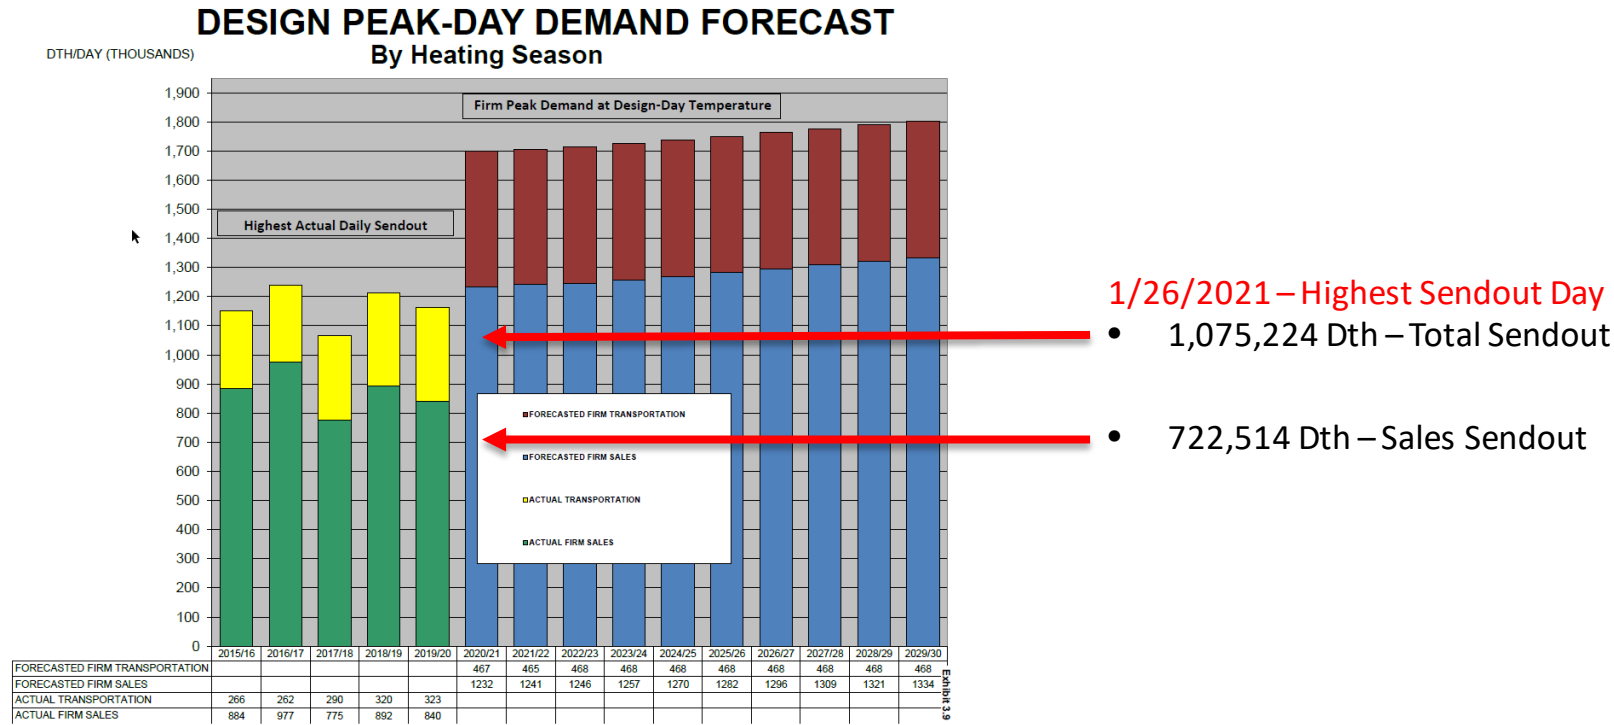 DESIGN PEAK-DAY DEMAND FORECAST
DTH/DAY (THOUSANDS)
By Heating Season
1,900
1,800
1,700
1,600
1,500
1,400
1,300
1,200
1,100
1,000
900
800
700
600
500
400
300
200
100
0
Firm Peak Demand at Design-Day Temperature
Highest Actual Daily Sendout
FORECASTED FIRM TRANSPORTATION
FORECASTED FIRM SALES
ACTUAL TRANSPORTATION
ACTUAL FIRM SALES
1/26/2021 – Highest Sendout Day
• 1,075,224 Dth – Total Sendout
• 722,514 Dth – Sales Sendout
2015/16 2016/17 2017/18 2018/19 2019/20 2020/21 2021/22 2022/23 2023/24 2024/25 2025/26 2026/27 2027/28 2028/29 2029/30
FORECASTED FIRM TRANSPORTATION 467 465 468 468 468 468 468 468 468 468
FORECASTED FIRM SALES 1232 1241 1246 1257 1270 1282 1296 1309 1321 1334
ACTUAL TRANSPORTATION 266 262 290 320 323
ACTUAL FIRM SALES 884 977 775 892 840
Exhibit 3.9